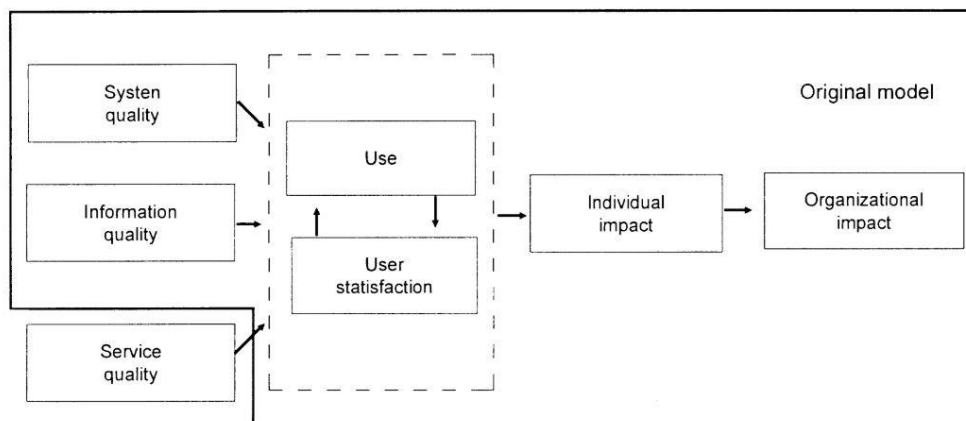 Original model
Systen
quality
Information
quality
Service
quality
Use
User
statisfaction
Individual
impact
Organizational
impact